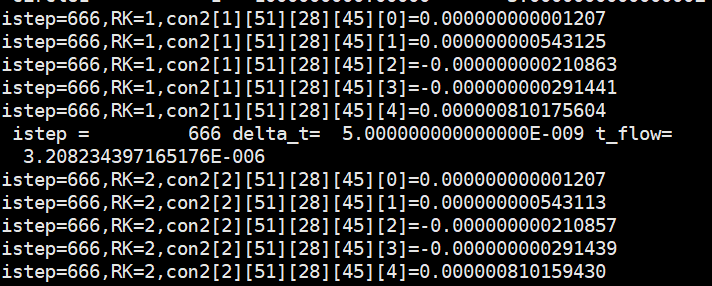 istep=666,RK=1,con2[1][51][28][45][0]=0.000000000001207
istep=666,RK=1,con2[1][51][28][45][1]=0.000000000543125
istep=666,RK=1,con2[1][51][28][45][2]=-0.000000000210863
istep=666,RK=1,con2[1][51][28][45][3]=-0.000000000291441
istep=666,RK=1,con2[1][51][28][45][4]=0.000000810175604
istep =         666 delta_t=  5.000000000000000E-009 t_flow=
3.208234397165176E-006
istep=666,RK=2,con2[2][51][28][45][0]=0.000000000001207
istep=666,RK=2,con2[2][51][28][45][1]=0.000000000543113
istep=666,RK=2,con2[2][51][28][45][2]=-0.000000000210857
istep=666,RK=2,con2[2][51][28][45][3]=-0.000000000291439
istep=666,RK=2,con2[2][51][28][45][4]=0.000000810159430